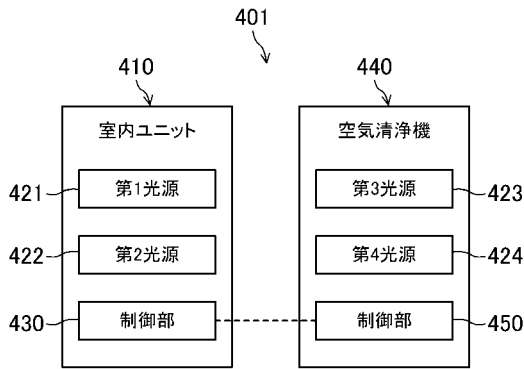 401
410
440
室内ユニット
空気清浄機
421
第1光源
第3光源
423
422
第2光源
第4光源
424
430
制御部
制御部
450